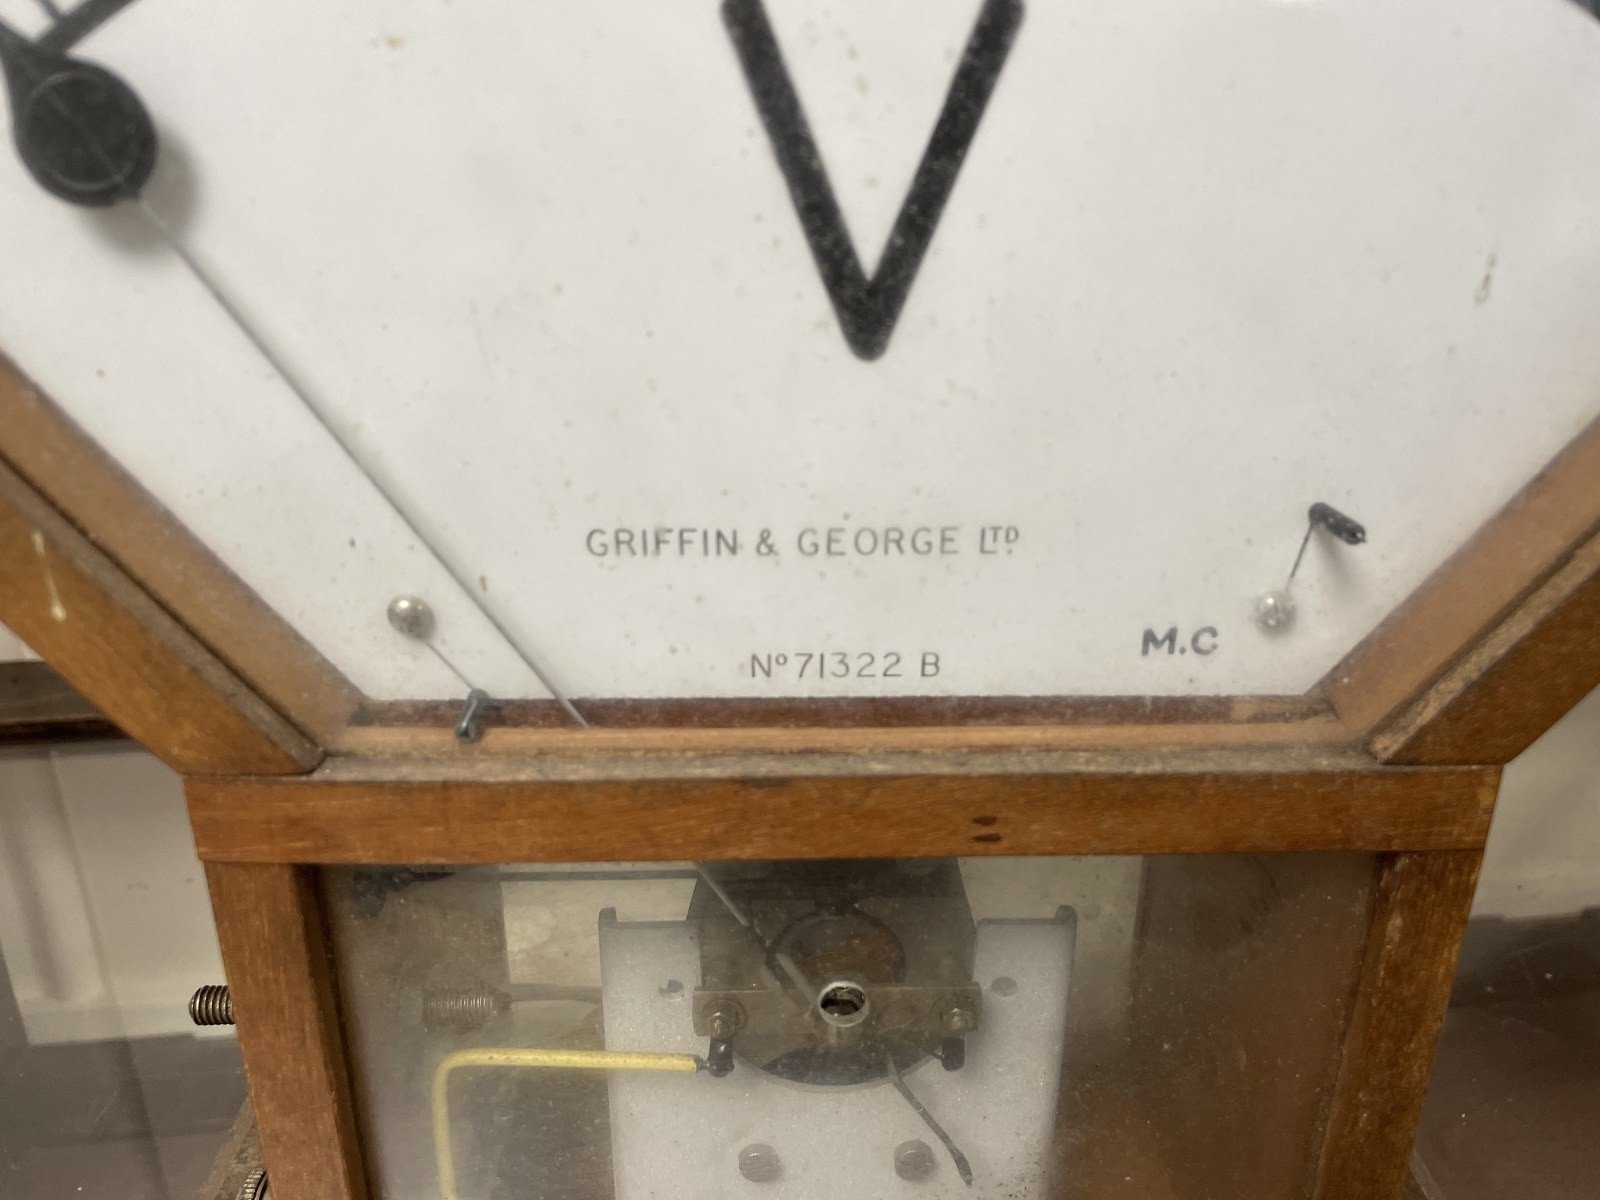 V
GRIFFIN & GEORGE LTD.
No 71322 B
M.C